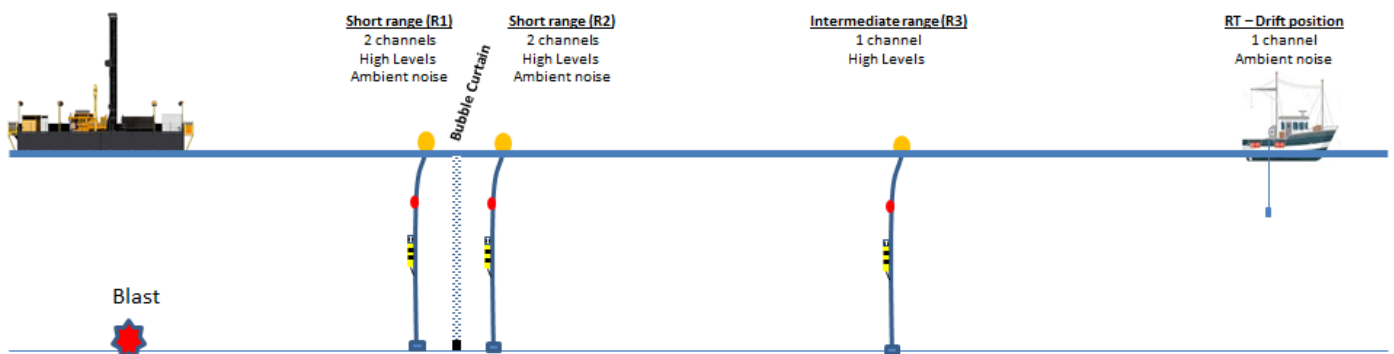 Short range (R1)
2 channels
High Levels
Ambient noise
Bubble Curtain
Short range (R2)
2 channels
High Levels
Ambient noise
Intermediate range (R3)
1 channel
High Levels
RT – Drift position
1 channel
Ambient noise
Blast